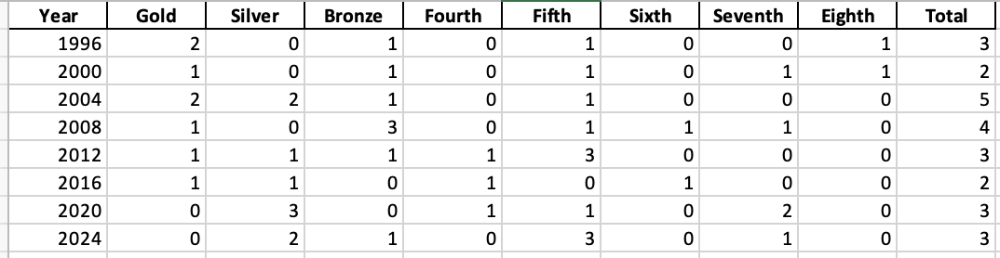 Year Gold Silver Bronze Fourth Fifth Sixth Seventh Eighth Total
1996 2 0 1 0 1 0 0 1 3
2000 1 0 1 0 1 0 1 1 2
2004 2 2 1 0 1 0 0 0 5
2008 1 0 3 0 1 1 1 0 4
2012 1 1 1 1 3 0 0 0 3
2016 1 1 0 1 0 1 0 0 2
2020 0 3 0 1 1 0 2 0 3
2024 0 2 1 0 3 0 1 0 3